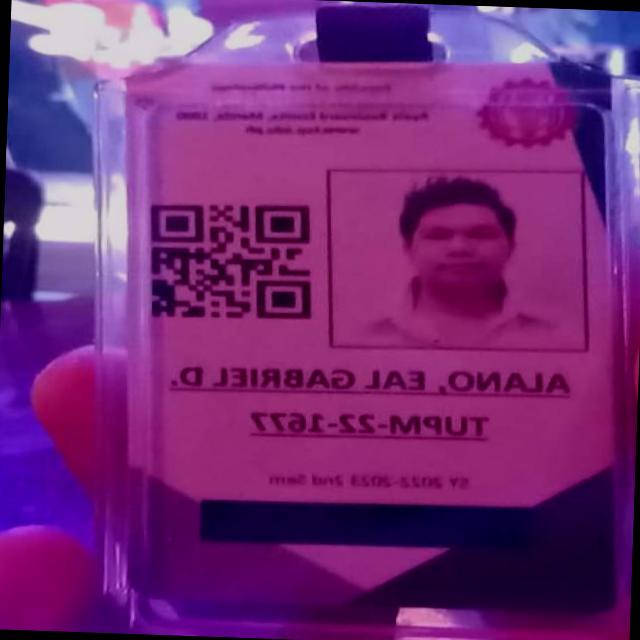 Republic of the Philippines
Ayala Boulevard Ermita, Manila, 1000
www.tup.edu.ph
ALANO, EAL GABRIEL D.
TUPM-22-1677
SY 2022-2023 2nd Sem